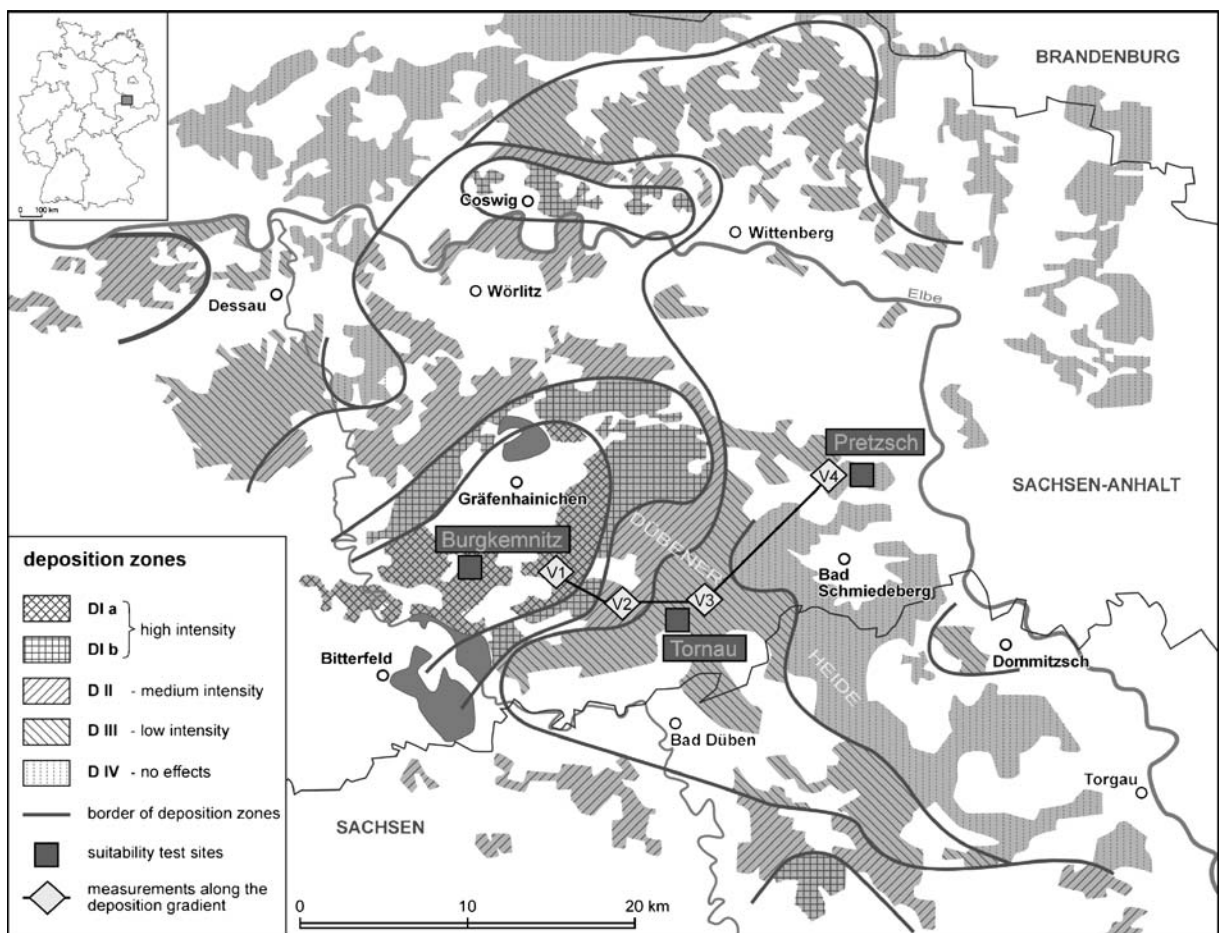 BRANDENBURG
0 100 km
Coswig
Wittenberg
Wörlitz
Dessau
Elbe
Pretzsch
V4
SACHSEN-ANHALT
Gräfenhainichen
DÜBENER
Burgkemnitz
V1
Bad
Schmiedeberg
V2
V3
Tornau
Dommitzsch
Bitterfeld
HEIDE
Bad Düben
Torgau
SACHSEN
deposition zones
DI a
DI b
high intensity
D II - medium intensity
D III - low intensity
D IV - no effects
border of deposition zones
suitability test sites
measurements along the
deposition gradient
0 10 20 km